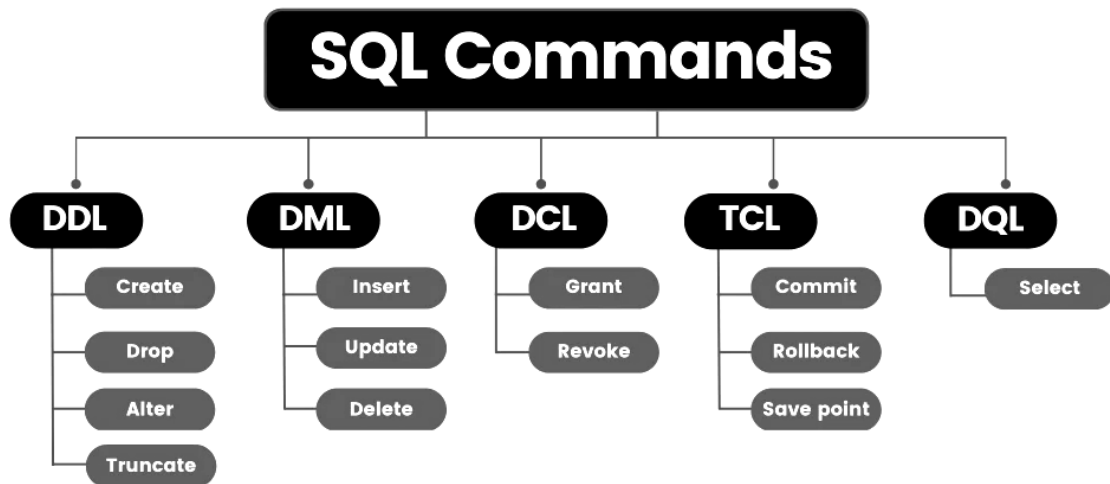 SQL Commands
DDL
Create
Drop
Alter
Truncate
DML
Insert
Update
Delete
DCL
Grant
Revoke
TCL
Commit
Rollback
Save point
DQL
Select